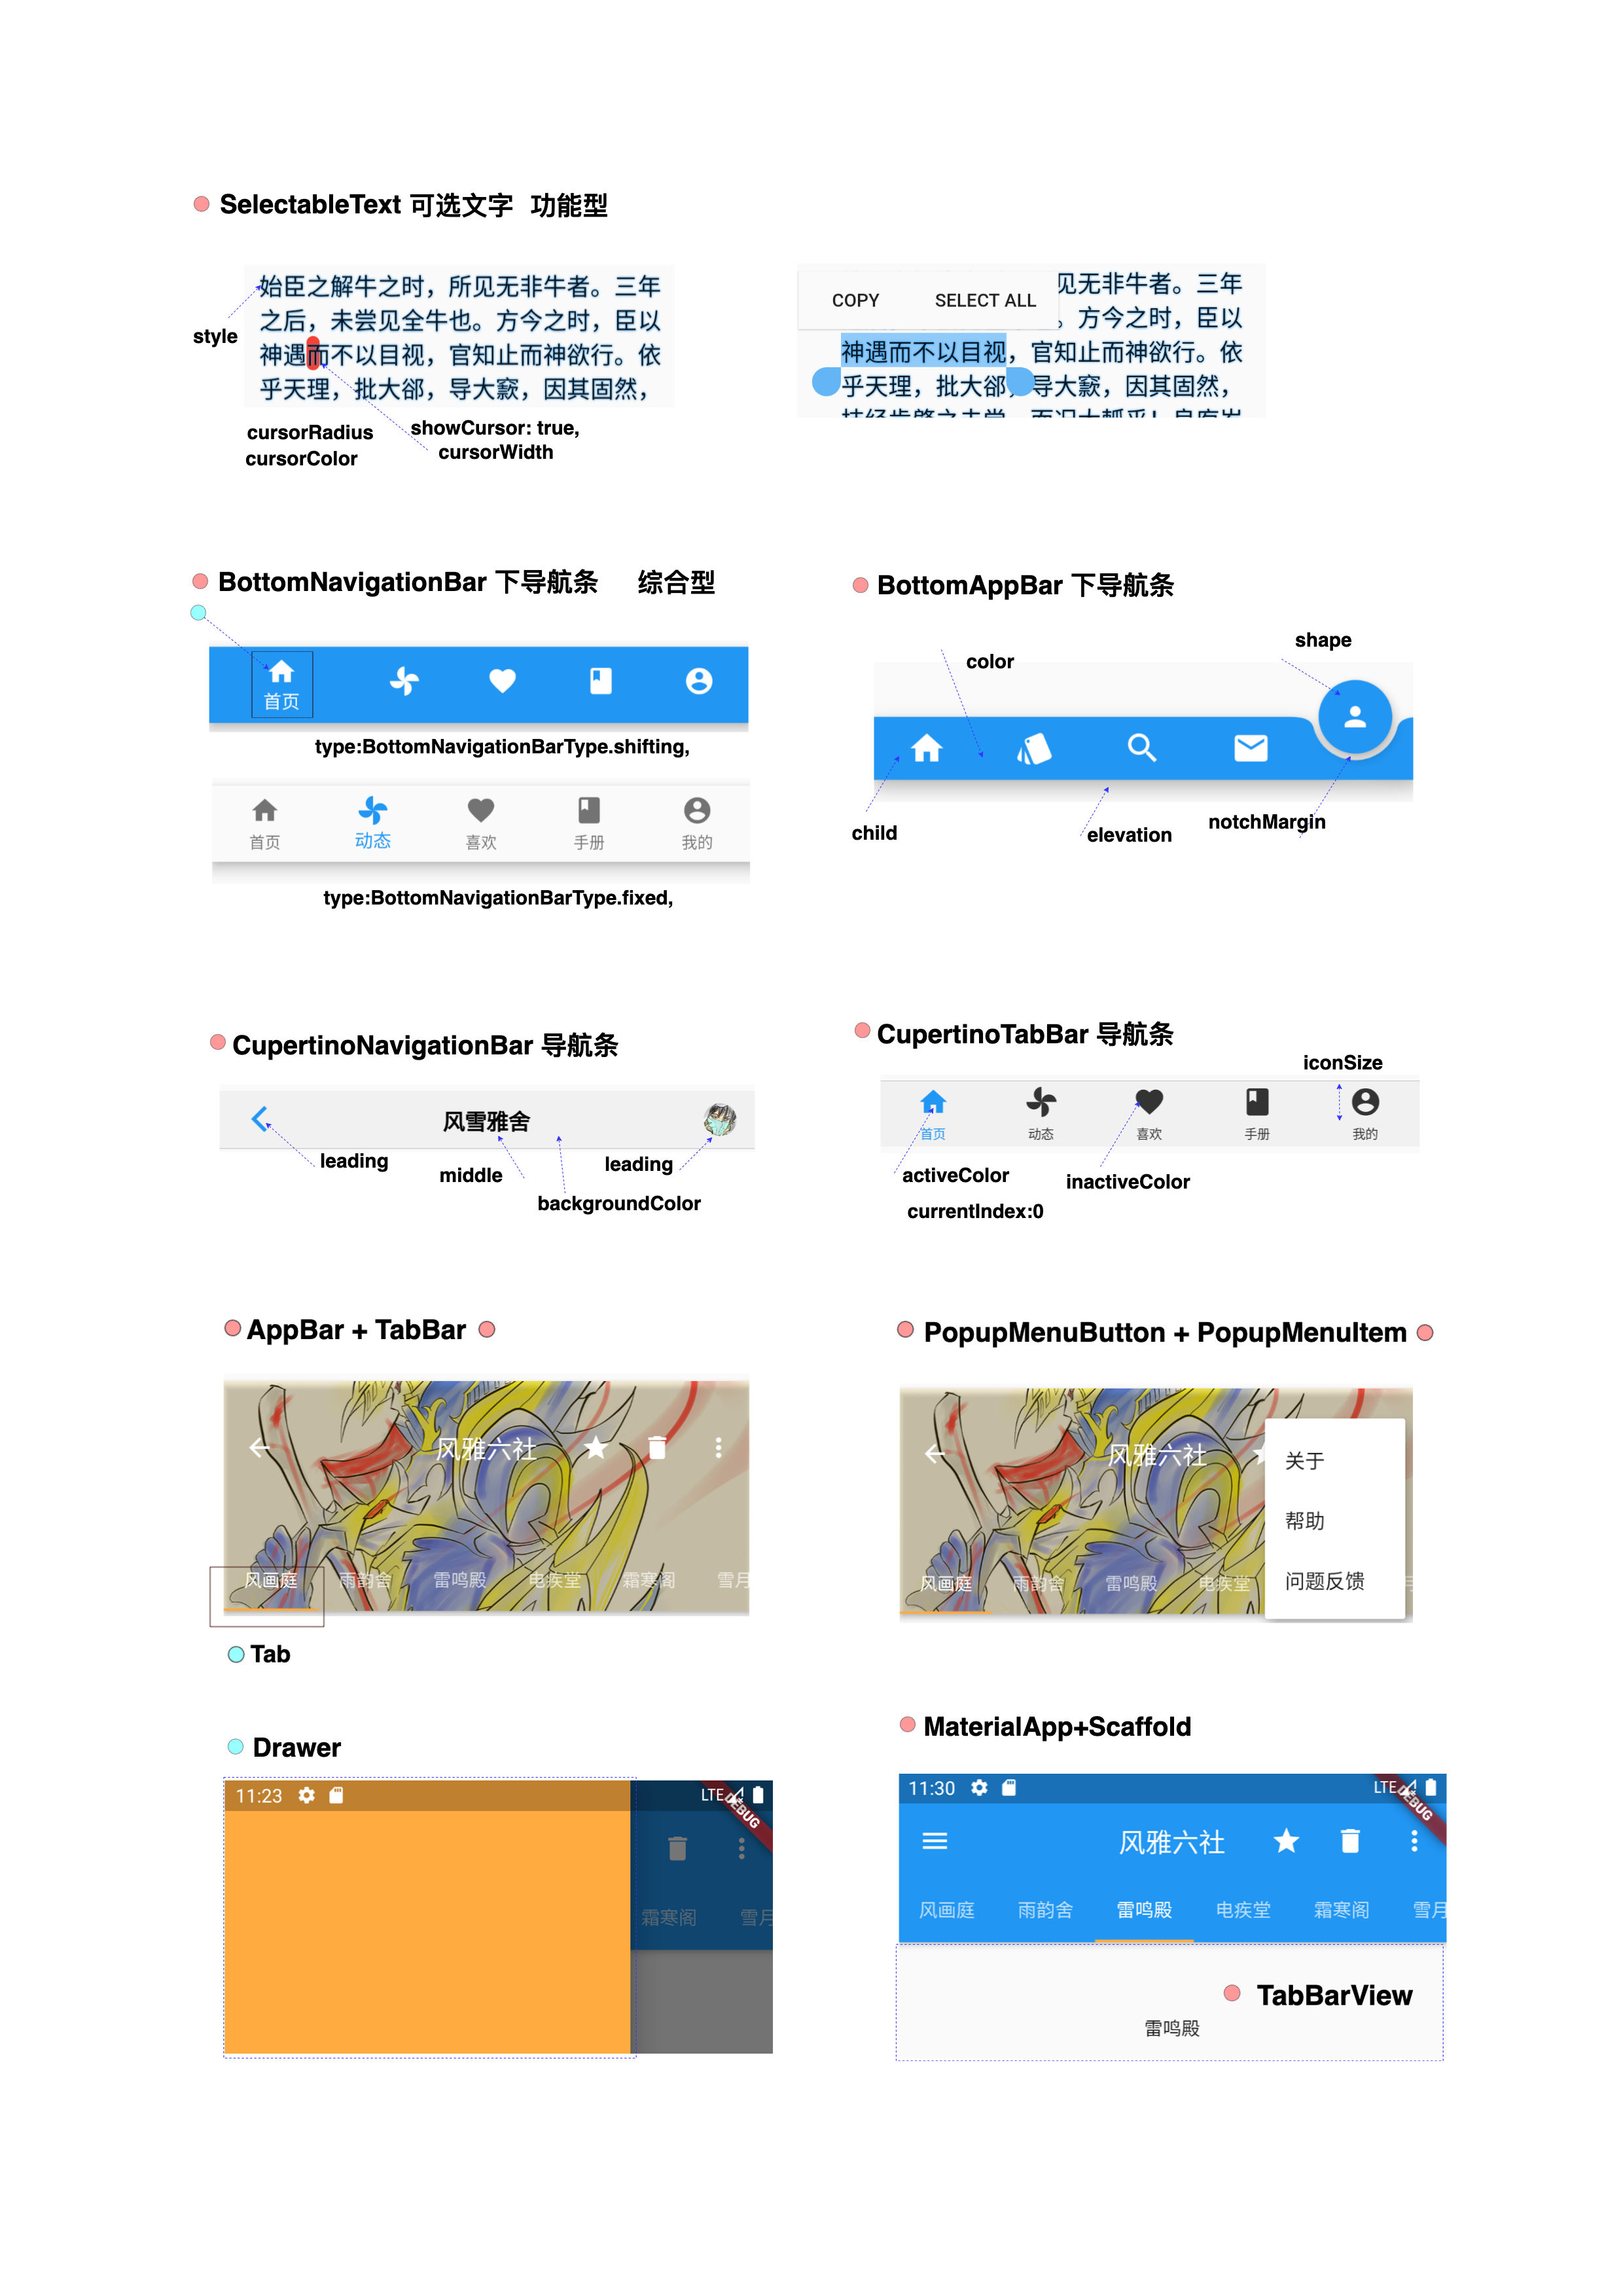 SelectableText 可选文字 功能型
始臣之解牛之时，所见无非牛者。三年
之后，未尝见全牛也。方今之时，臣以
神遇而不以目视，官知止而神欲行。依
乎天理，批大郤，导大窾，因其固然，
style
cursorRadius
cursorColor
showCursor: true,
cursorWidth
COPY SELECT ALL
见无非牛者。三年
。方今之时，臣以
神遇而不以目视，官知止而神欲行。依
乎天理，批大郤，导大窾，因其固然，
BottomNavigationBar 下导航条 综合型
首页
type:BottomNavigationBarType.shifting,
首页 动态 喜欢 手册 我的
type:BottomNavigationBarType.fixed,
BottomAppBar 下导航条
shape
color
child
elevation
notchMargin
CupertinoNavigationBar 导航条
风雪雅舍
leading
middle
leading
backgroundColor
CupertinoTabBar 导航条
iconSize
首页 动态 喜欢 手册 我的
activeColor
inactiveColor
currentIndex:0
AppBar + TabBar
风雅六社
风画庭 雨韵舍 雷鸣殿 电疾堂 霜寒阁 雪月
Tab
PopupMenuButton + PopupMenuItem
风雅六社
关于
帮助
问题反馈
风画庭 雨韵舍 雷鸣殿 电疾堂 月
Drawer
11:23 LTE
DEBUG
霜寒阁 雪月
MaterialApp+Scaffold
11:30 LTE
DEBUG
风雅六社
风画庭 雨韵舍 雷鸣殿 电疾堂 霜寒阁 雪月
TabBarView
雷鸣殿